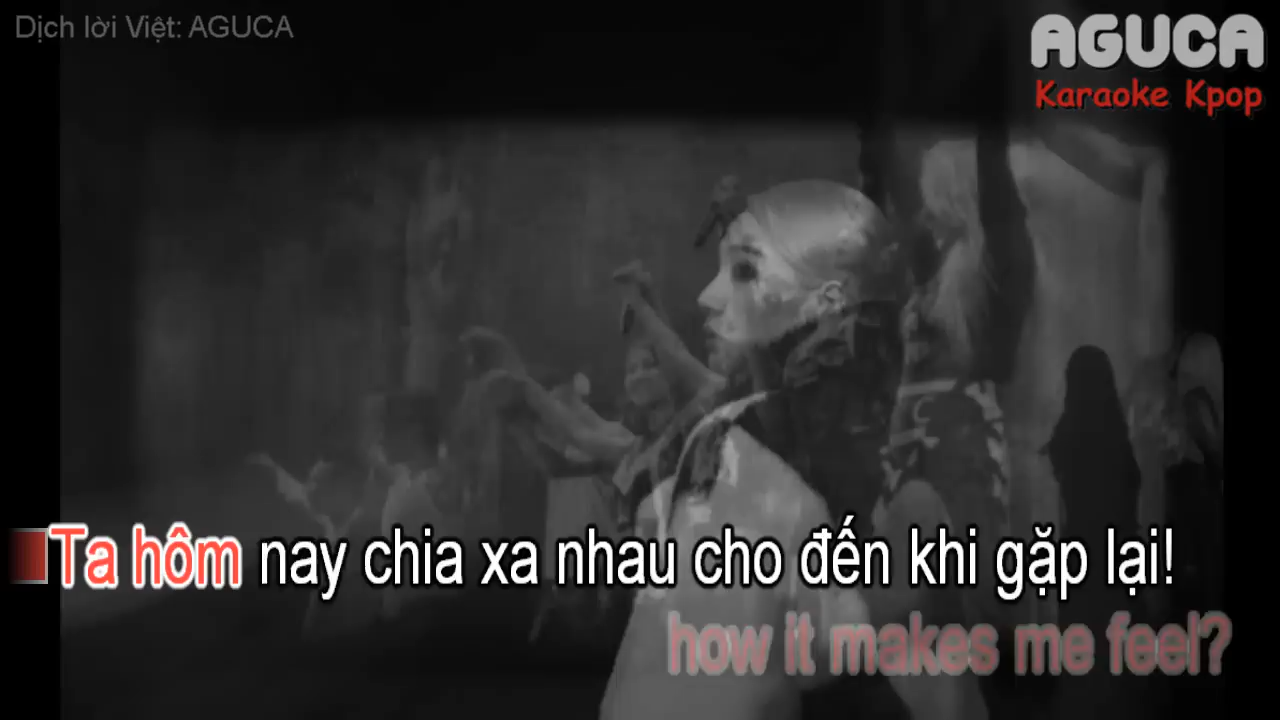 Dịch lời Việt: AGUCA
AGUCA
Karaoke Kpop
Ta hôm nay chia xa nhau cho đến khi gặp lại!
how it makes me feel?